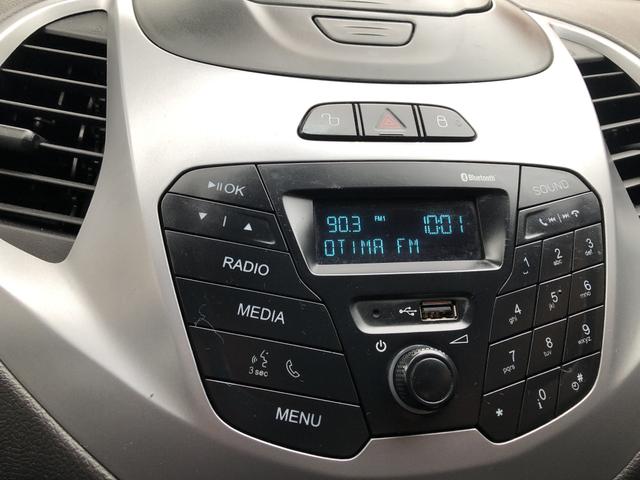 Bluetooth
OK
SOUND
90.3 FM1 10:01
OTIMA FM
RADIO
MEDIA
3 sec
MENU
1
2 abc
3 def
4 ghi
5 jkl
6 mno
7 pqrs
8 tuv
9 wxyz
*
0
#